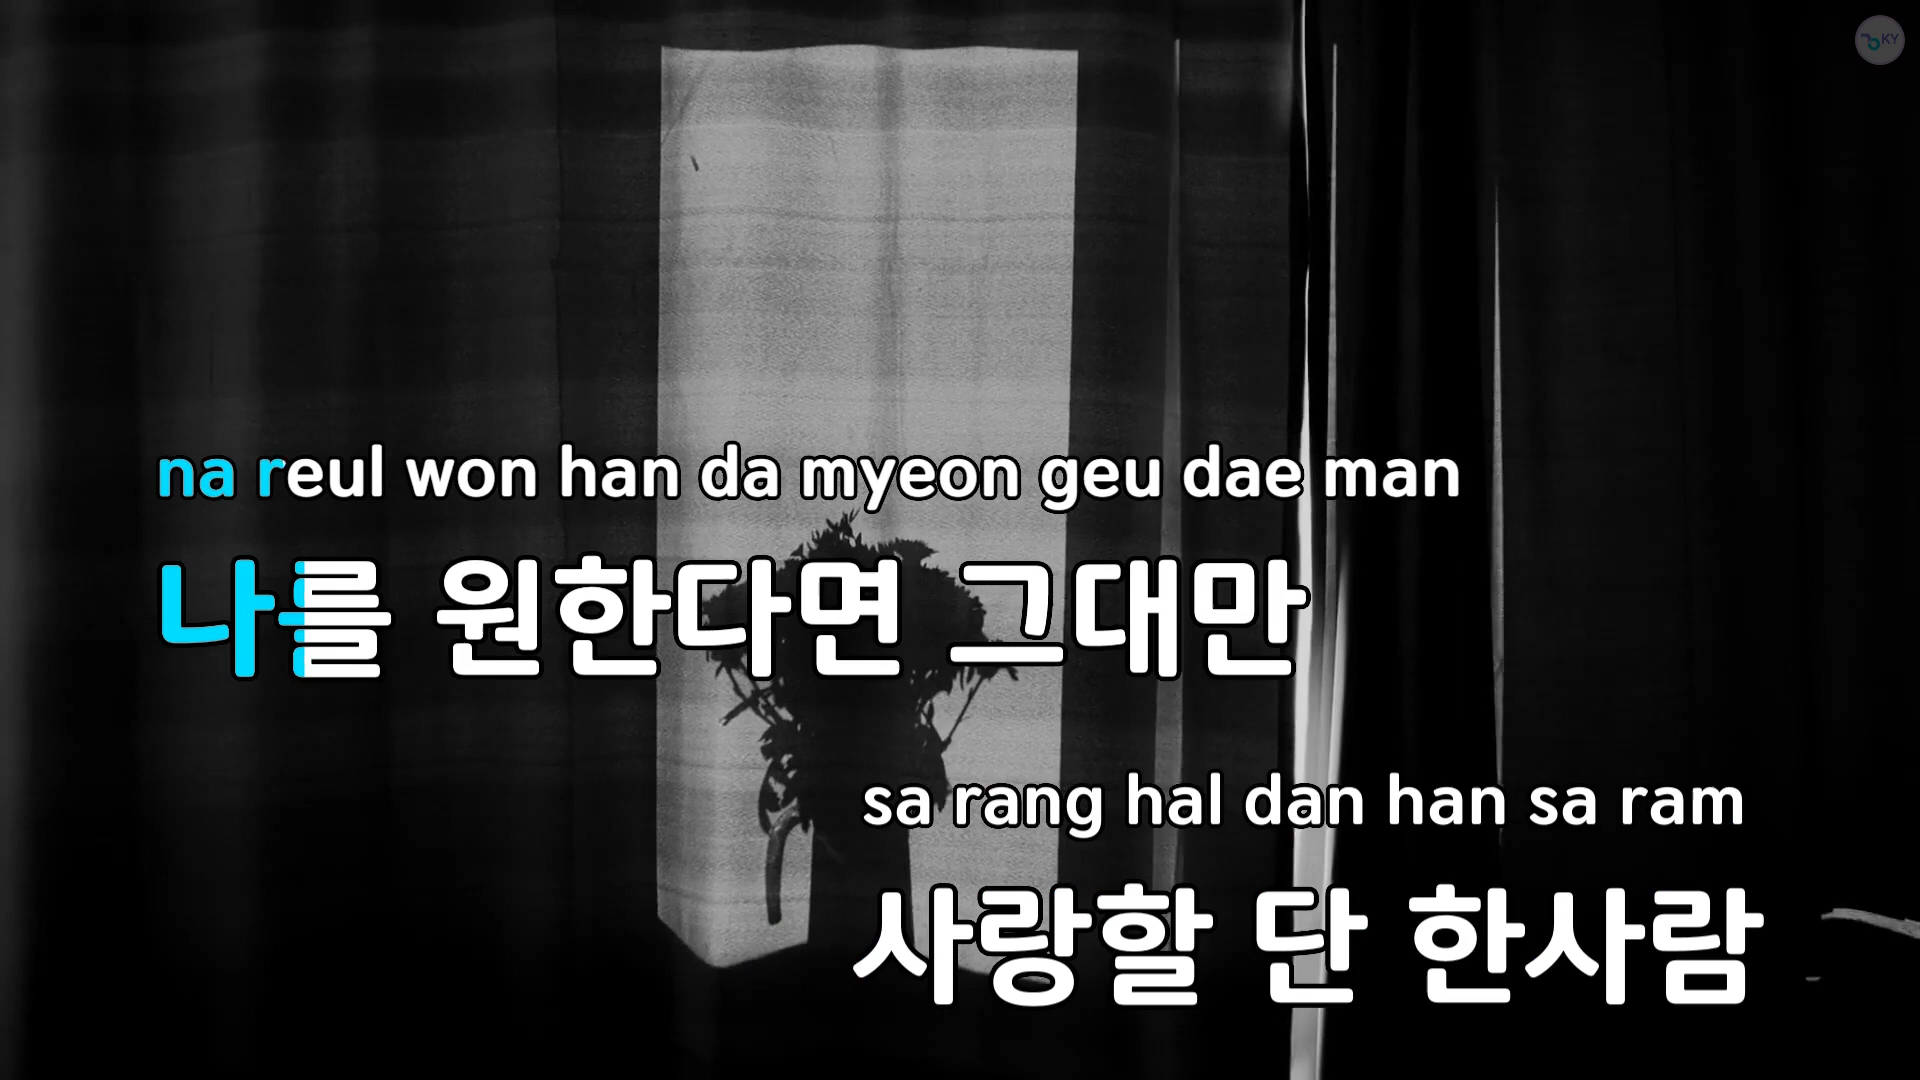 KY
na reul won han da myeon geu dae man
나를 원한다면 그대만
sa rang hal dan han sa ram
사랑할 단 한사람